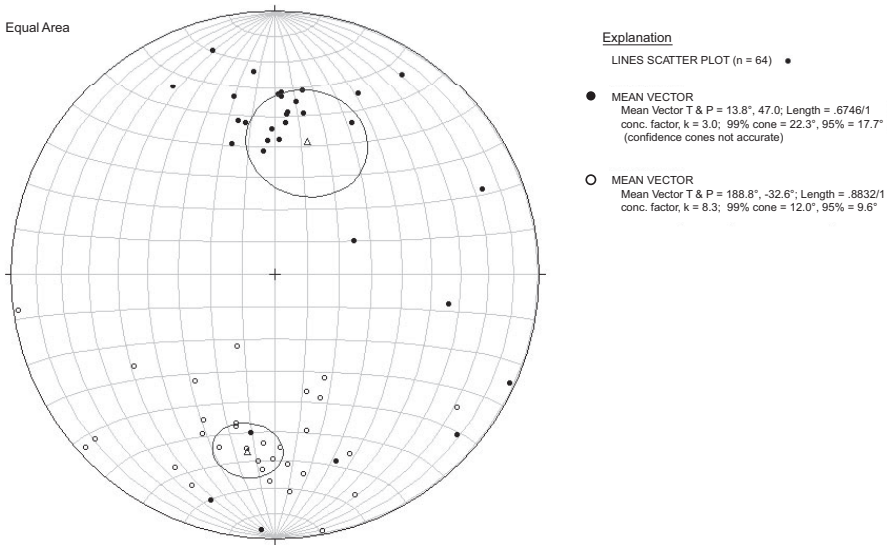 Equal Area
Explanation
LINES SCATTER PLOT (n = 64)
MEAN VECTOR
Mean Vector T & P = 13.8°, 47.0; Length = .6746/1
conc. factor, k = 3.0; 99% cone = 22.3°, 95% = 17.7°
(confidence cones not accurate)
MEAN VECTOR
Mean Vector T & P = 188.8°, -32.6°; Length = .8832/1
conc. factor, k = 8.3; 99% cone = 12.0°, 95% = 9.6°